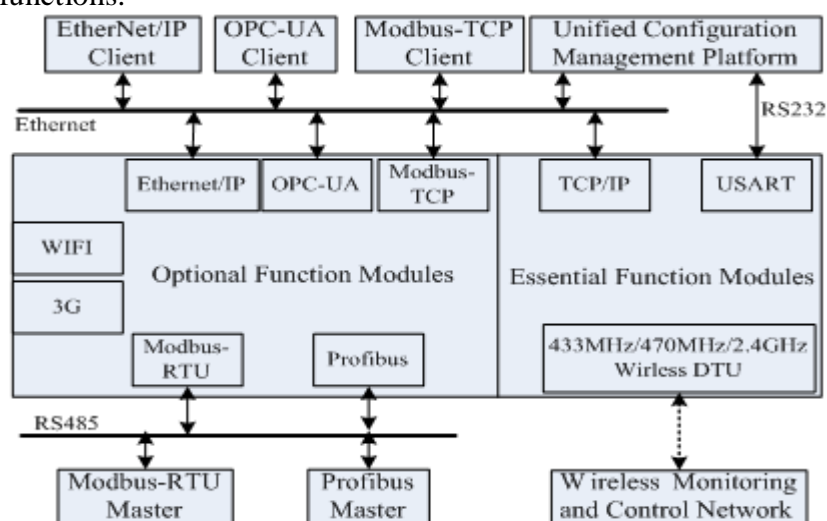 functions.
EtherNet/IP
Client
OPC-UA
Client
Modbus-TCP
Client
Unified Configuration
Management Platform
RS232
Ethernet
Ethernet/IP
OPC-UA
Modbus-
TCP
TCP/IP
USART
WIFI
3G
Optional Function Modules
Essential Function Modules
Modbus-
RTU
Profibus
433MHz/470MHz/2.4GHz
Wirless DTU
RS485
Modbus-RTU
Master
Profibus
Master
Wireless Monitoring
and Control Network